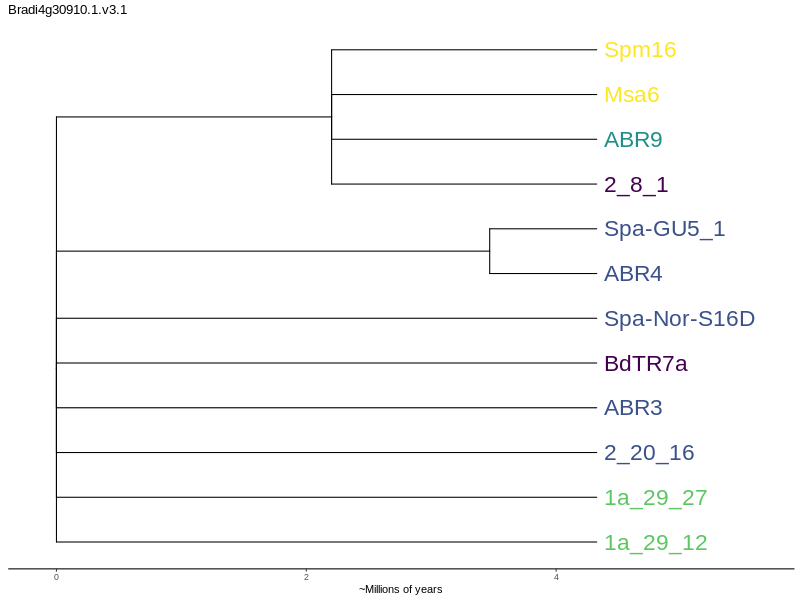 Bradi4g30910.1.v3.1
Spm16
Msa6
ABR9
2_8_1
Spa-GU5_1
ABR4
Spa-Nor-S16D
BdTR7a
ABR3
2_20_16
1a_29_27
1a_29_12
0 2 4
~Millions of years